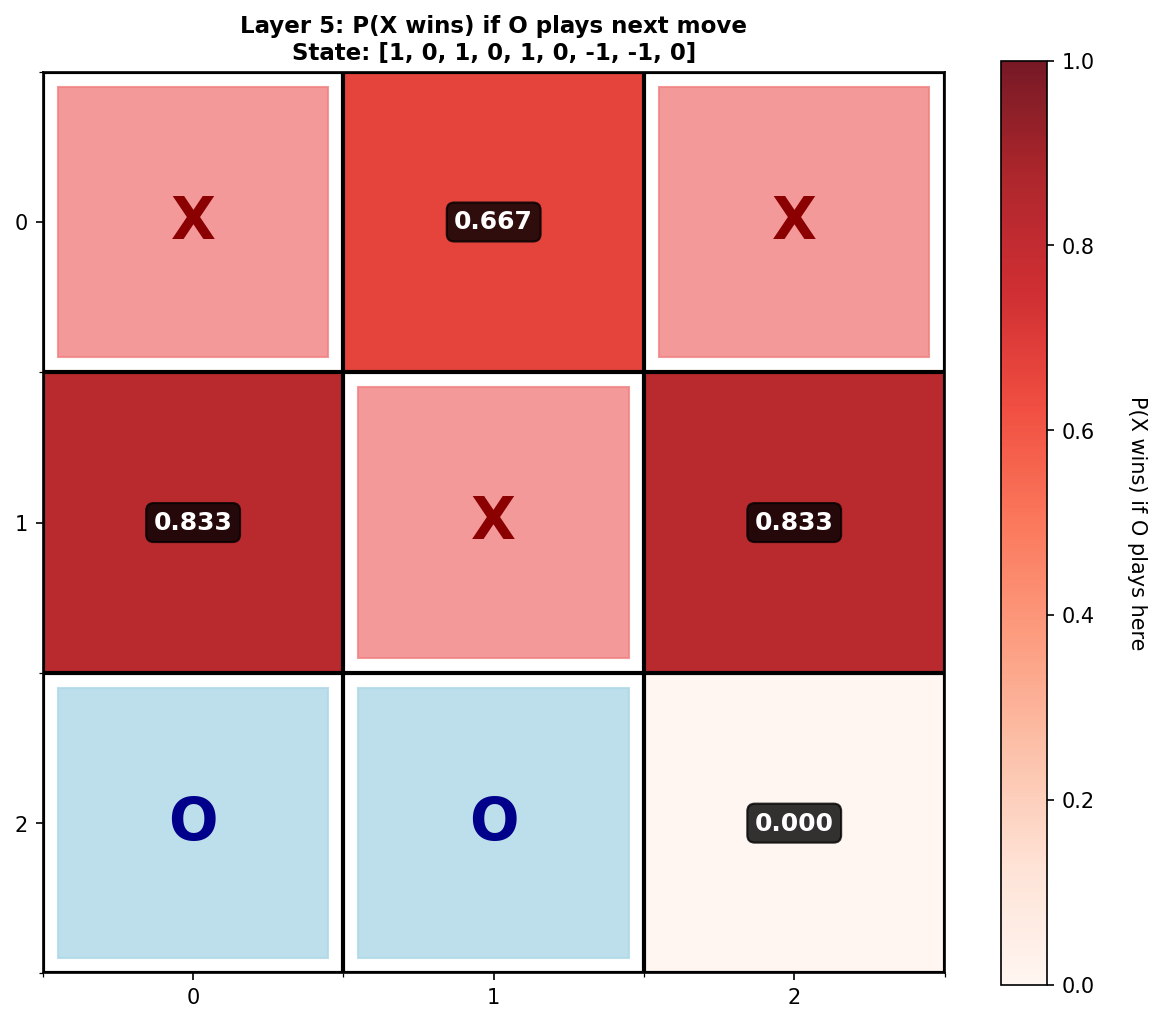 Layer 5: P(X wins) if O plays next move
State: [1, 0, 1, 0, 1, 0, -1, -1, 0]
0
X
0.667
X
1
0.833
X
0.833
2
O
O
0.000
0
1
2
1.0
0.8
0.6
0.4
0.2
0.0
P(X wins) if O plays here